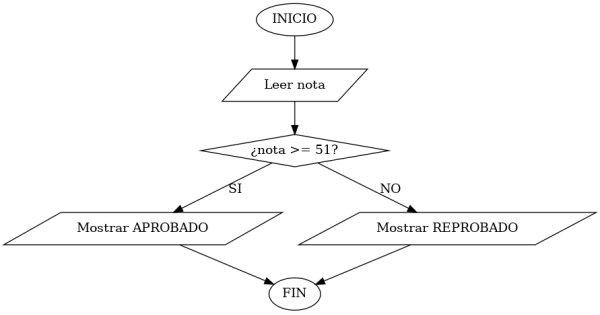 INICIO
Leer nota
¿nota >= 51?
SI
NO
Mostrar APROBADO
Mostrar REPROBADO
FIN